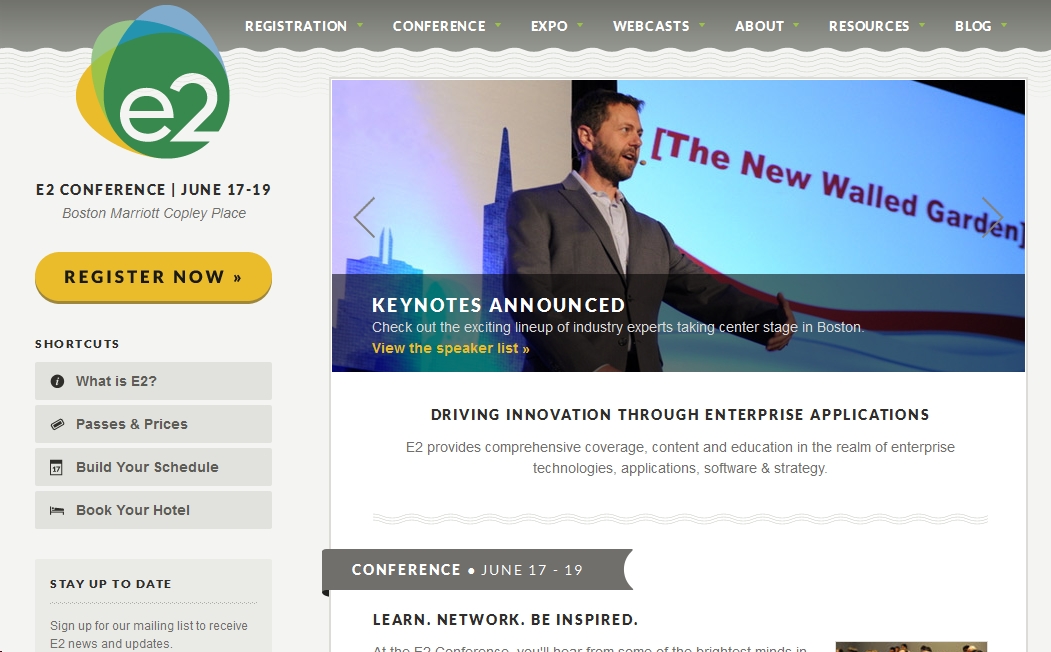 REGISTRATION CONFERENCE EXPO WEBCASTS ABOUT RESOURCES BLOG
e2
E2 CONFERENCE | JUNE 17-19
Boston Marriott Copley Place
REGISTER NOW »
SHORTCUTS
What is E2?
Passes & Prices
17 Build Your Schedule
Book Your Hotel
STAY UP TO DATE
Sign up for our mailing list to receive
E2 news and updates.
[The New Walled Garden]
KEYNOTES ANNOUNCED
Check out the exciting lineup of industry experts taking center stage in Boston.
View the speaker list »
DRIVING INNOVATION THROUGH ENTERPRISE APPLICATIONS
E2 provides comprehensive coverage, content and education in the realm of enterprise
technologies, applications, software & strategy.
CONFERENCE ● JUNE 17 - 19
LEARN. NETWORK. BE INSPIRED.
At the E2 Conference, you'll hear from some of the brightest minds in